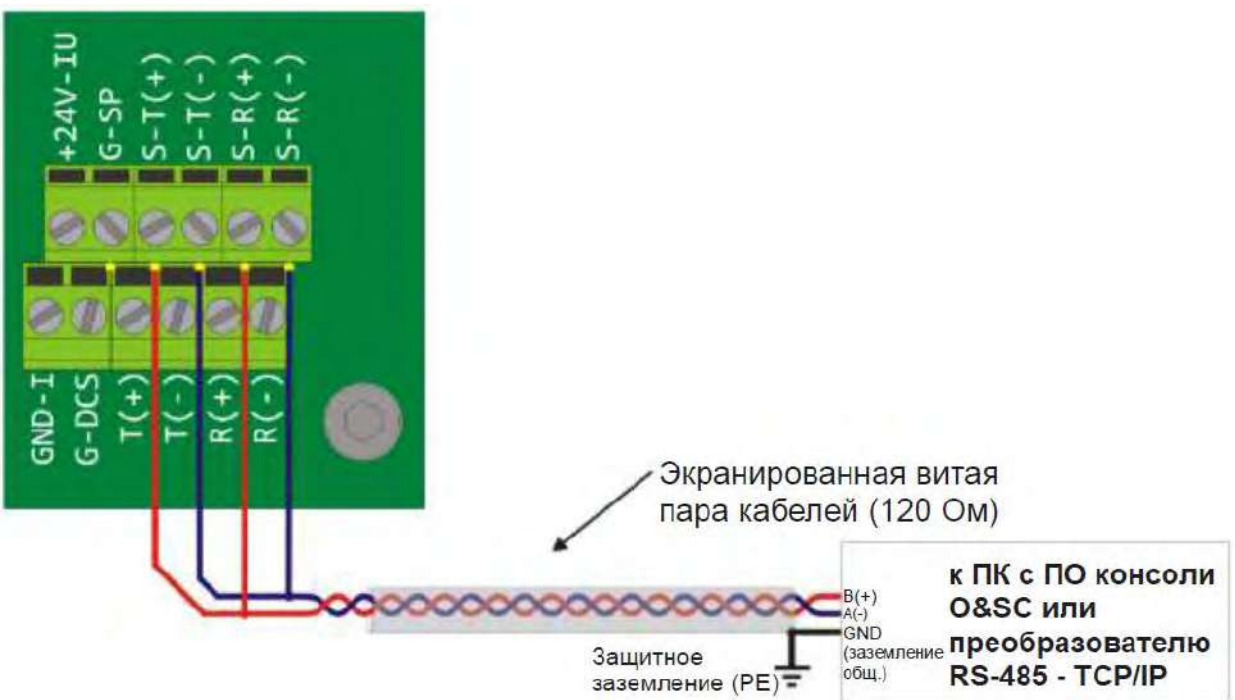 +24V-IU
G-SP
S-T(+)
S-T(-)
S-R(+)
S-R(-)
GND-I
G-DCS
T(+)
T(-)
R(+)
R(-)
Экранированная витая
пара кабелей (120 Ом)
B(+)
A(-)
GND
(заземление
общ.)
к ПК с ПО консоли
O&SC или
преобразователю
RS-485 - TCP/IP
Защитное
заземление (PE)